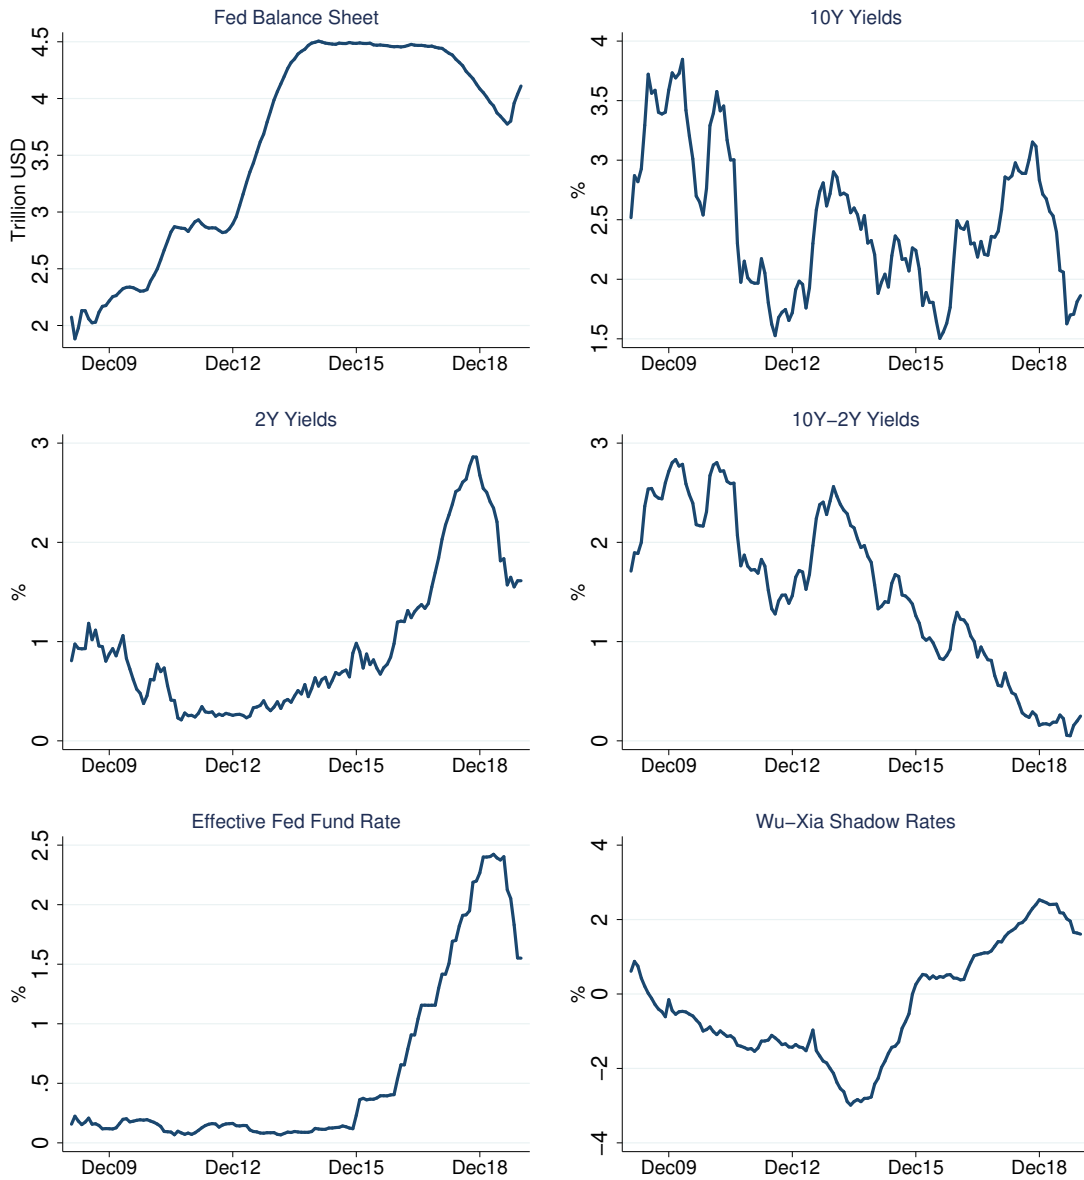 Fed Balance Sheet
Trillion USD
4.5
4
3.5
3
2.5
2
Dec09 Dec12 Dec15 Dec18
10Y Yields
%
4
3.5
3
2.5
2
1.5
Dec09 Dec12 Dec15 Dec18
2Y Yields
%
3
2
1
0
Dec09 Dec12 Dec15 Dec18
10Y−2Y Yields
%
3
2
1
0
Dec09 Dec12 Dec15 Dec18
Effective Fed Fund Rate
%
2.5
2
1.5
1
.5
0
Dec09 Dec12 Dec15 Dec18
Wu−Xia Shadow Rates
%
4
2
0
−2
−4
Dec09 Dec12 Dec15 Dec18